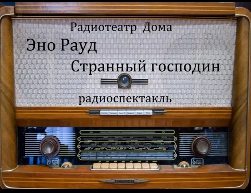 Радиотеатр Дома
Эно Рауд
Странный господин
радиоспектакль